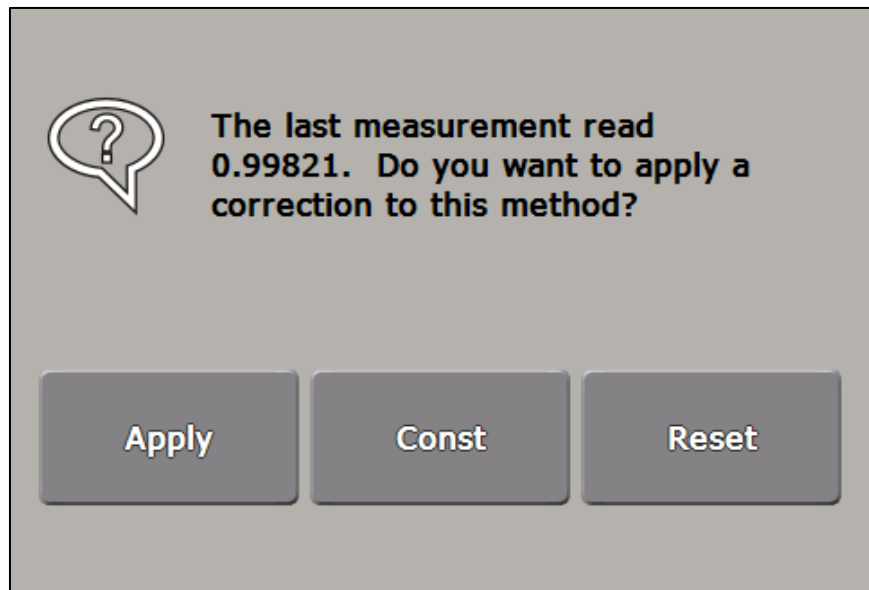 The last measurement read
0.99821.  Do you want to apply a
correction to this method?
Apply
Const
Reset